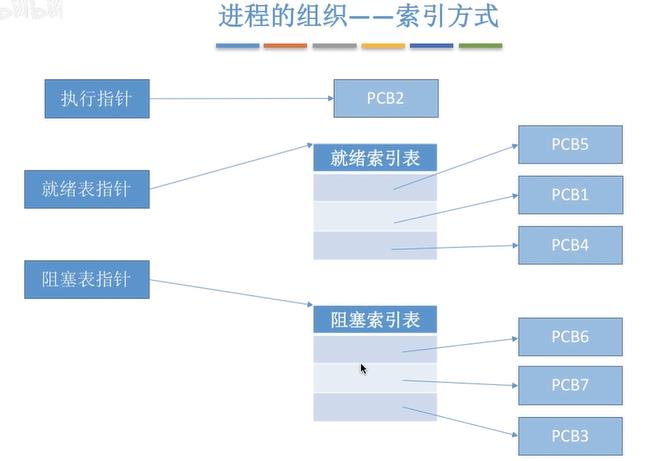 进程的组织——索引方式
执行指针
PCB2
就绪表指针
就绪索引表
PCB5
PCB1
PCB4
阻塞表指针
阻塞索引表
PCB6
PCB7
PCB3